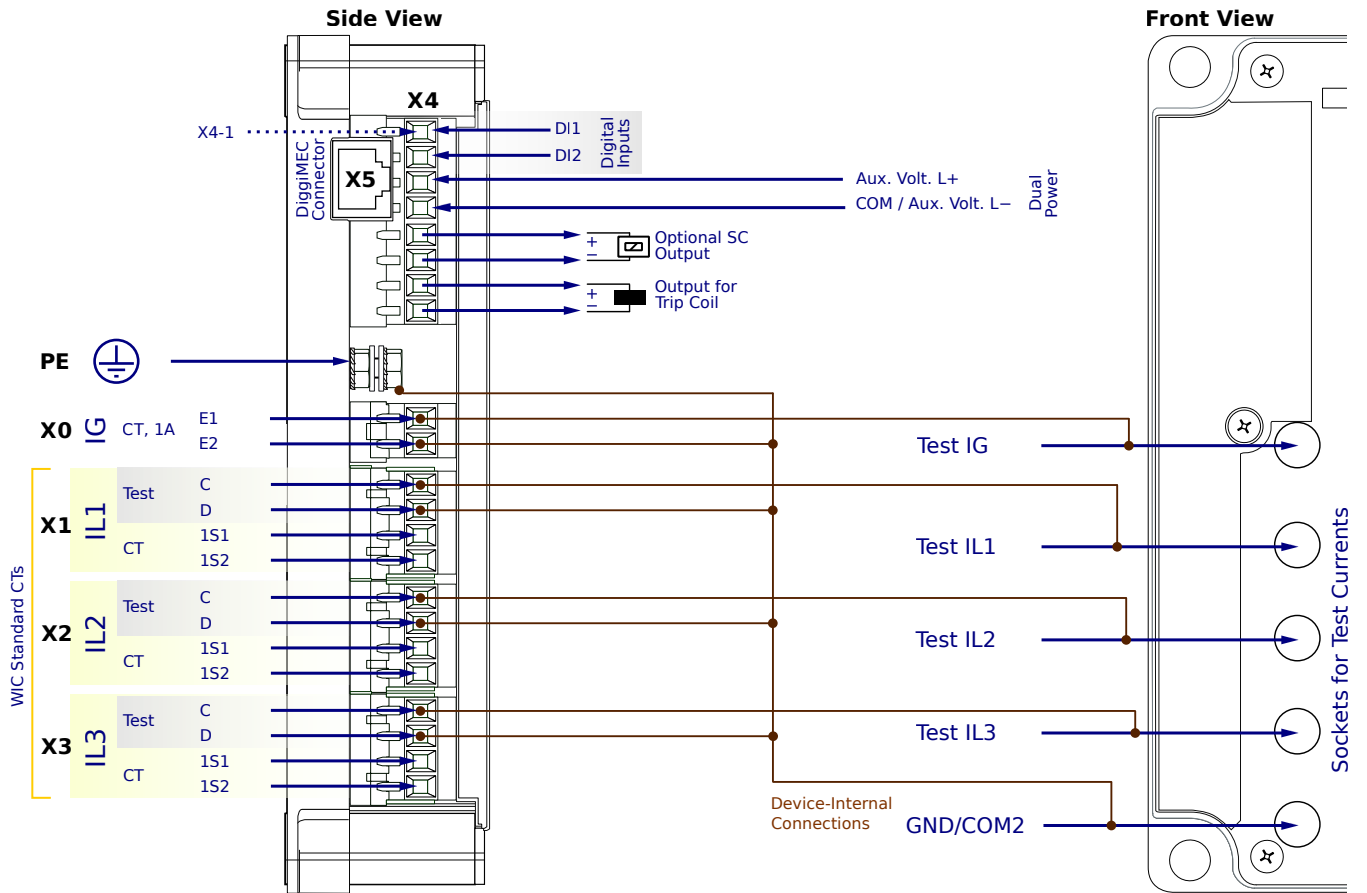 Side View
Front View
X4
X4-1
DI1
DI2
Digital
Inputs
DiggiMEC
Connector
X5
Aux. Volt. L+
COM / Aux. Volt. L−
Dual
Power
+
−
Optional SC
Output
+
−
Output for
Trip Coil
PE
X0
IG
CT, 1A
E1
E2
Test IG
WIC Standard CTs
X1
IL1
Test
C
D
CT
1S1
1S2
Test IL1
X2
IL2
Test
C
D
CT
1S1
1S2
Test IL2
X3
IL3
Test
C
D
CT
1S1
1S2
Test IL3
Sockets for Test Currents
Device-Internal
Connections
GND/COM2